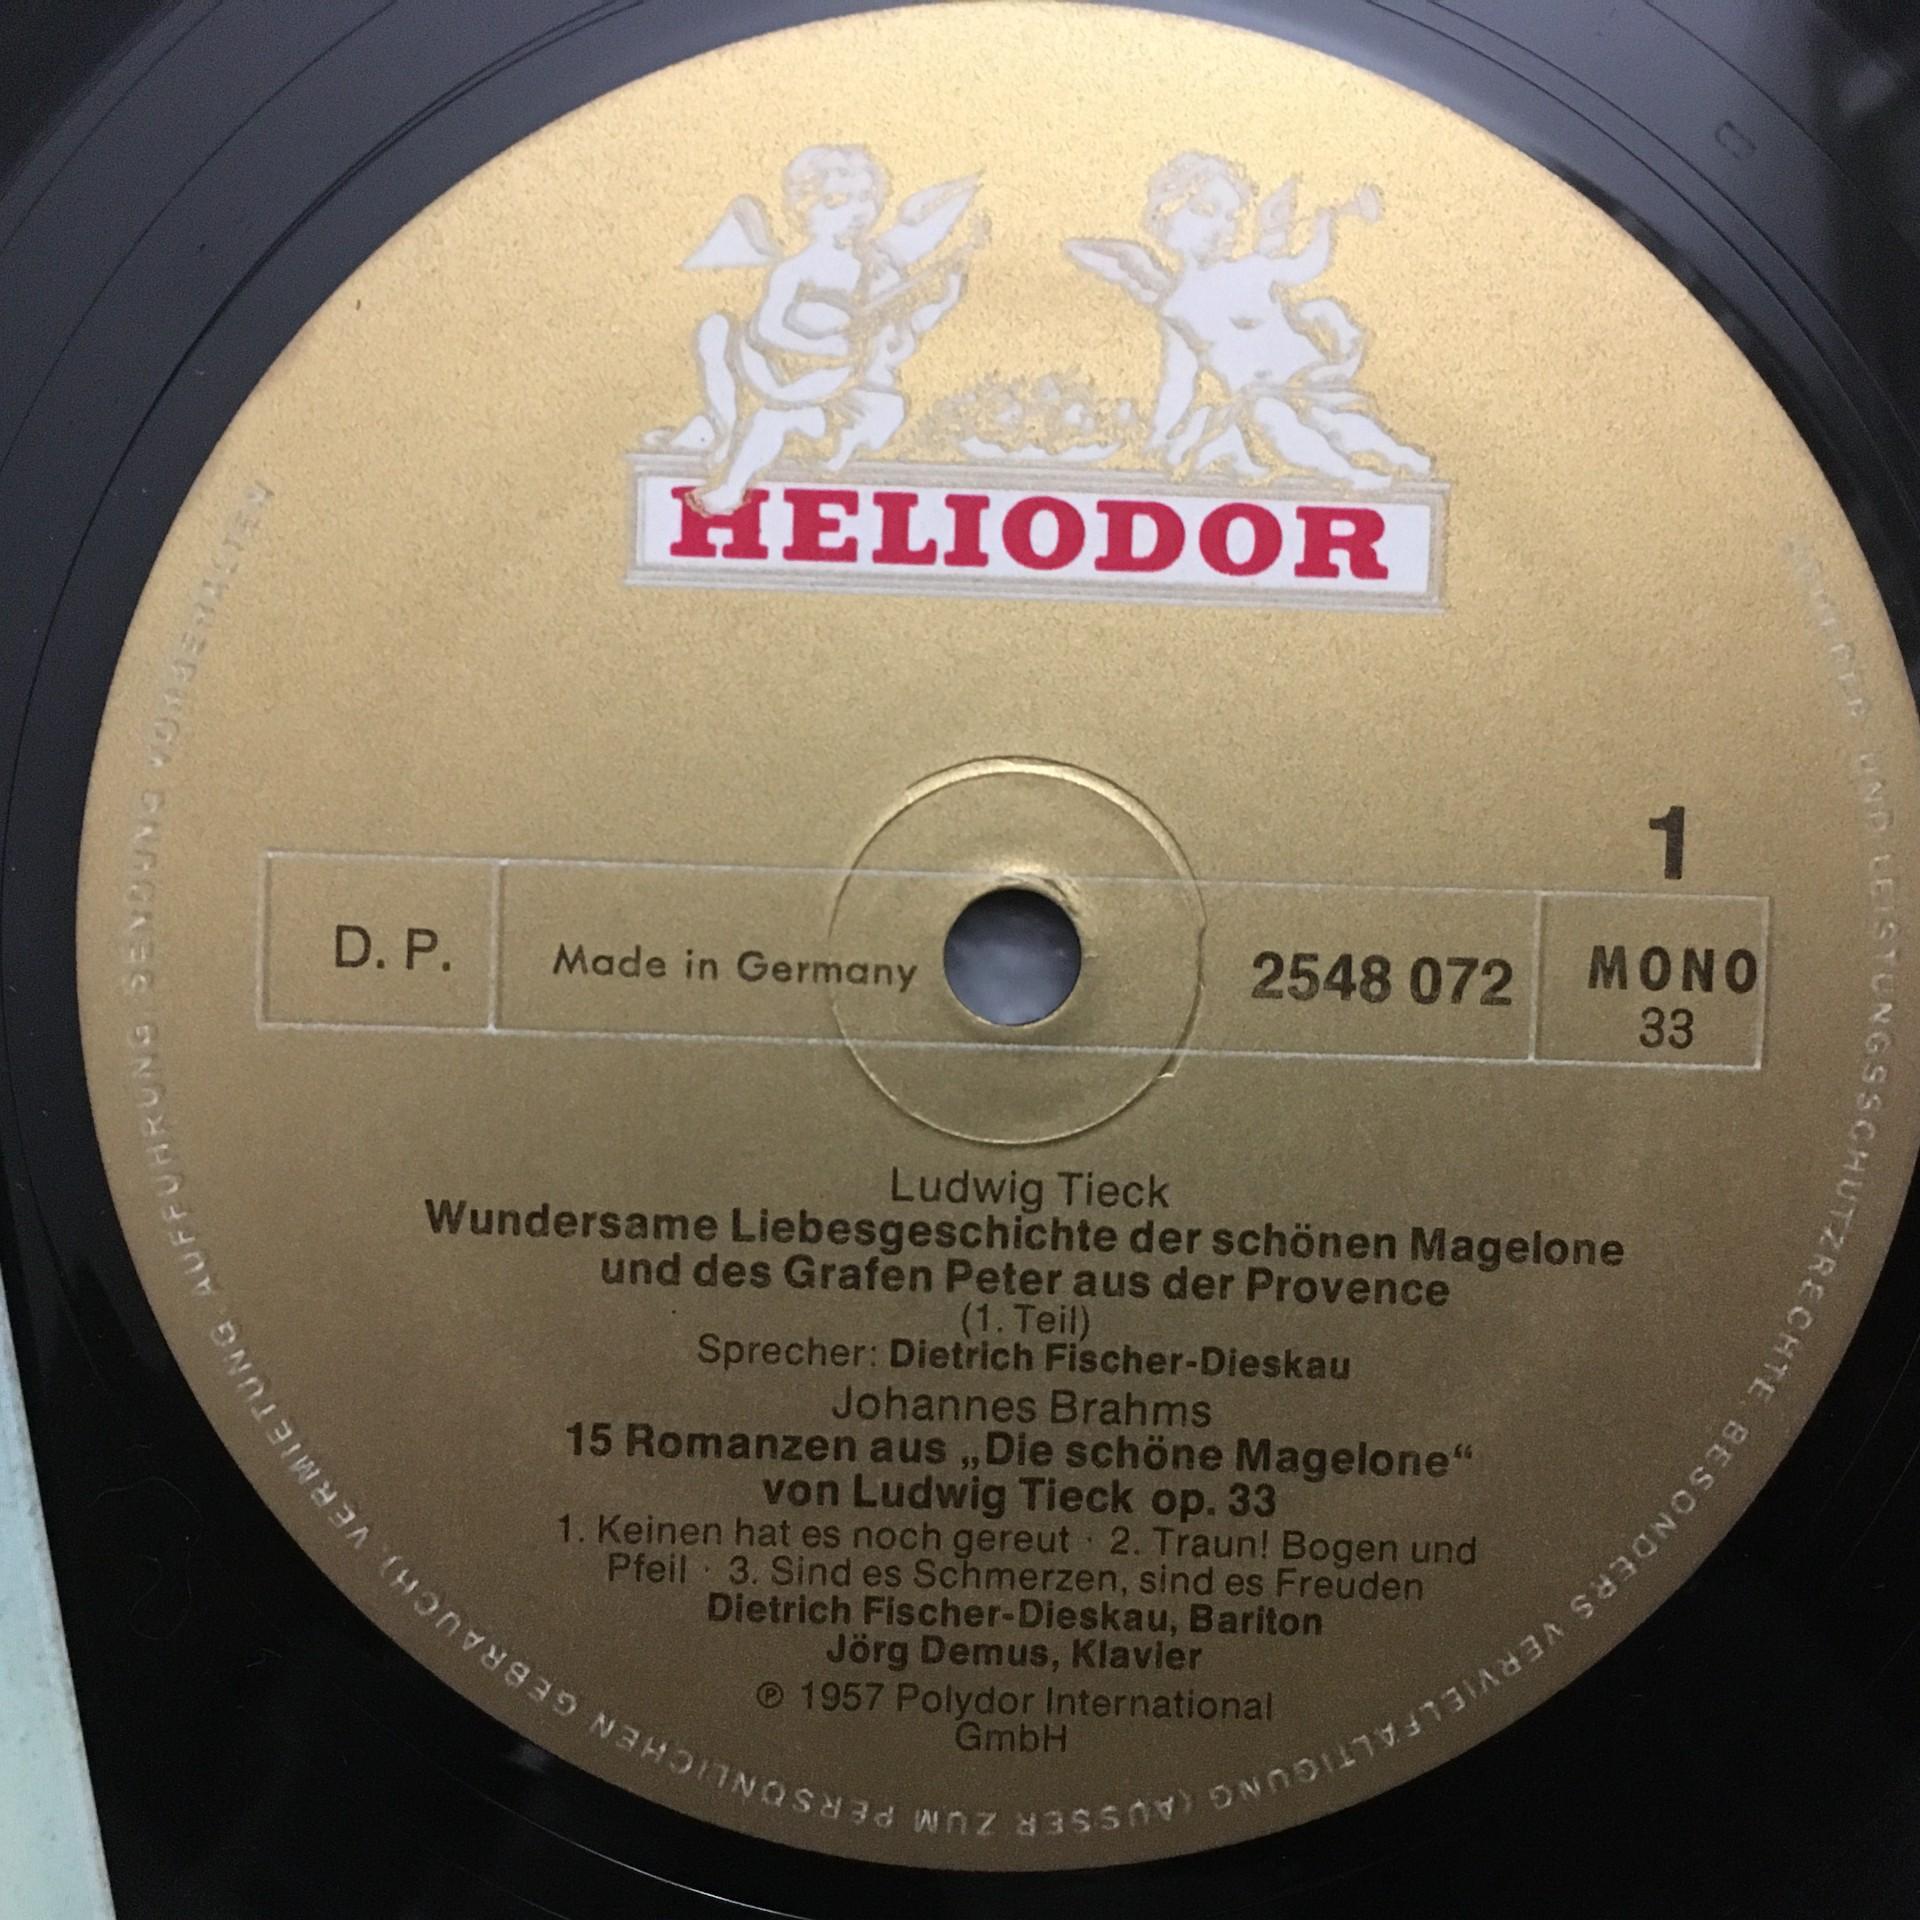 HELIODOR
1
D. P.
Made in Germany
2548 072
MONO
33
Ludwig Tieck
Wundersame Liebesgeschichte der schönen Magelone
und des Grafen Peter aus der Provence
(1. Teil)
Sprecher: Dietrich Fischer-Dieskau
Johannes Brahms
15 Romanzen aus „Die schöne Magelone“
von Ludwig Tieck op. 33
1. Keinen hat es noch gereut · 2. Traun! Bogen und
Pfeil · 3. Sind es Schmerzen, sind es Freuden
Dietrich Fischer-Dieskau, Bariton
Jörg Demus, Klavier
℗ 1957 Polydor International
GmbH
UND LEISTUNGSSCHUTZRECHTE, BESONDERS VERVIELFÄLTIGUNG (AUSSER ZUM PERSÖNLICHEN GEBRAUCH), VERMIETUNG, AUFFÜHRUNG, SENDUNG VORBEHALTEN